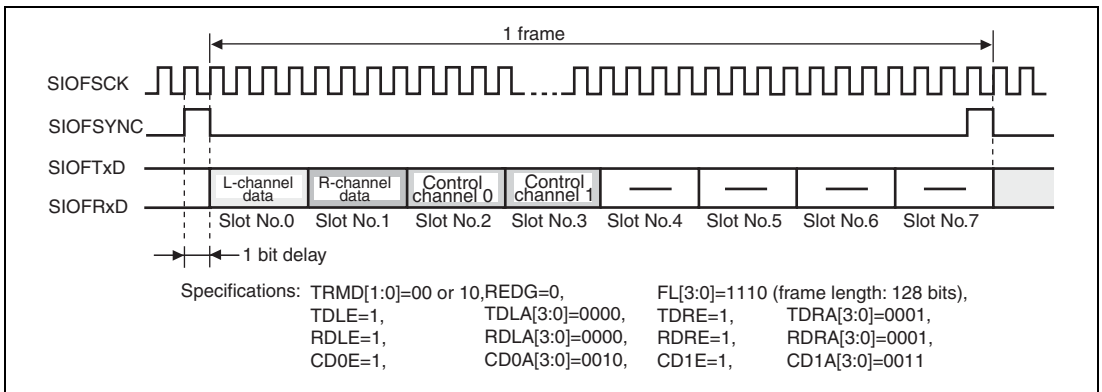 1 frame
SIOFSCK
SIOFSYNC
SIOFTxD
SIOFRxD
L-channel data
R-channel data
Control channel 0
Control channel 1
Slot No.0 Slot No.1 Slot No.2 Slot No.3 Slot No.4 Slot No.5 Slot No.6 Slot No.7
1 bit delay
Specifications: TRMD[1:0]=00 or 10,REDG=0, FL[3:0]=1110 (frame length: 128 bits),
TDLE=1, TDLA[3:0]=0000, TDRE=1, TDRA[3:0]=0001,
RDLE=1, RDLA[3:0]=0000, RDRE=1, RDRA[3:0]=0001,
CD0E=1, CD0A[3:0]=0010, CD1E=1, CD1A[3:0]=0011